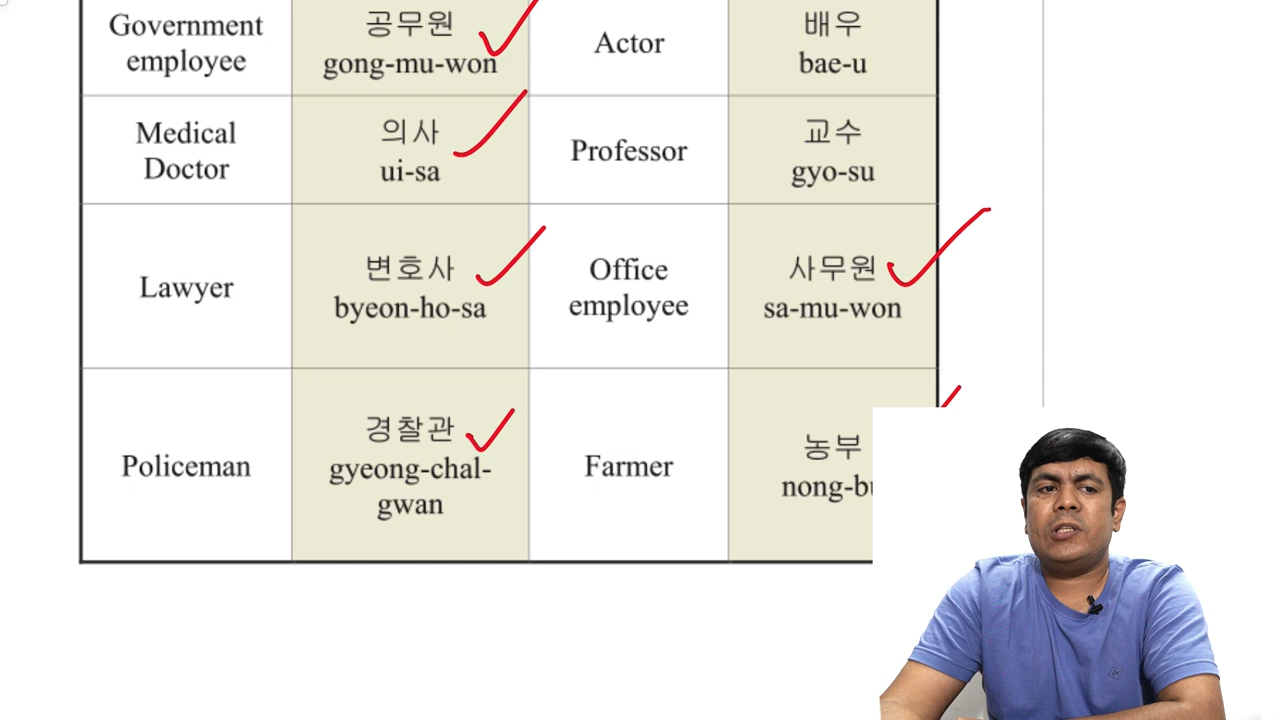 Government
employee
공무원
gong-mu-won
Actor
배우
bae-u
Medical
Doctor
의사
ui-sa
Professor
교수
gyo-su
Lawyer
변호사
byeon-ho-sa
Office
employee
사무원
sa-mu-won
Policeman
경찰관
gyeong-chal-
gwan
Farmer
농부